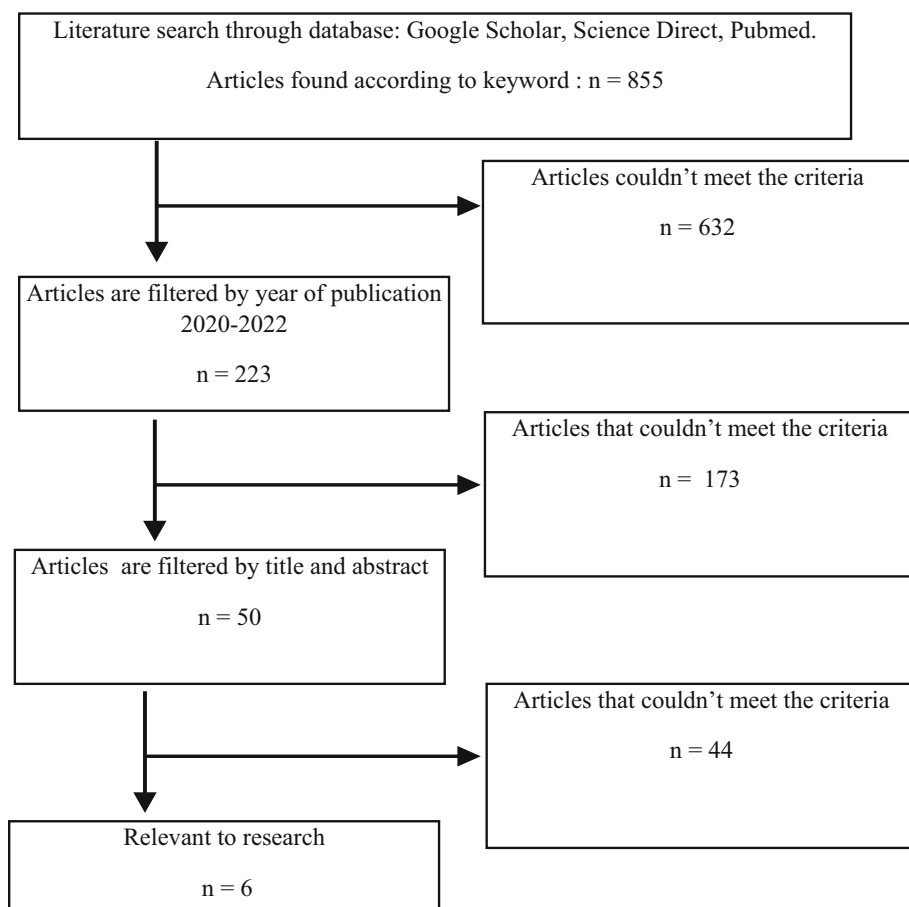 Literature search through database: Google Scholar, Science Direct, Pubmed.
Articles found according to keyword : n = 855
Articles couldn’t meet the criteria
n = 632
Articles are filtered by year of publication
2020-2022
n = 223
Articles that couldn’t meet the criteria
n =  173
Articles  are filtered by title and abstract
n = 50
Articles that couldn’t meet the criteria
n = 44
Relevant to research
n = 6